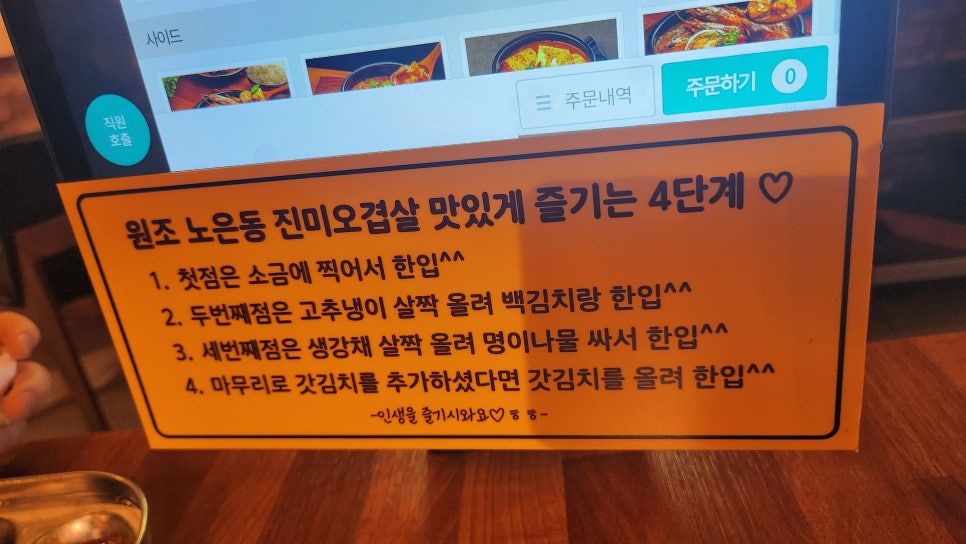 사이드
주문내역
주문하기 0
직원
호출
원조 노은동 진미오겹살 맛있게 즐기는 4단계 ♡
1. 첫점은 소금에 찍어서 한입^^
2. 두번째점은 고추냉이 살짝 올려 백김치랑 한입^^
3. 세번째점은 생강채 살짝 올려 명이나물 싸서 한입^^
4. 마무리로 갓김치를 추가하셨다면 갓김치를 올려 한입^^
-인생을 즐기시와요♡ㅎㅎ-